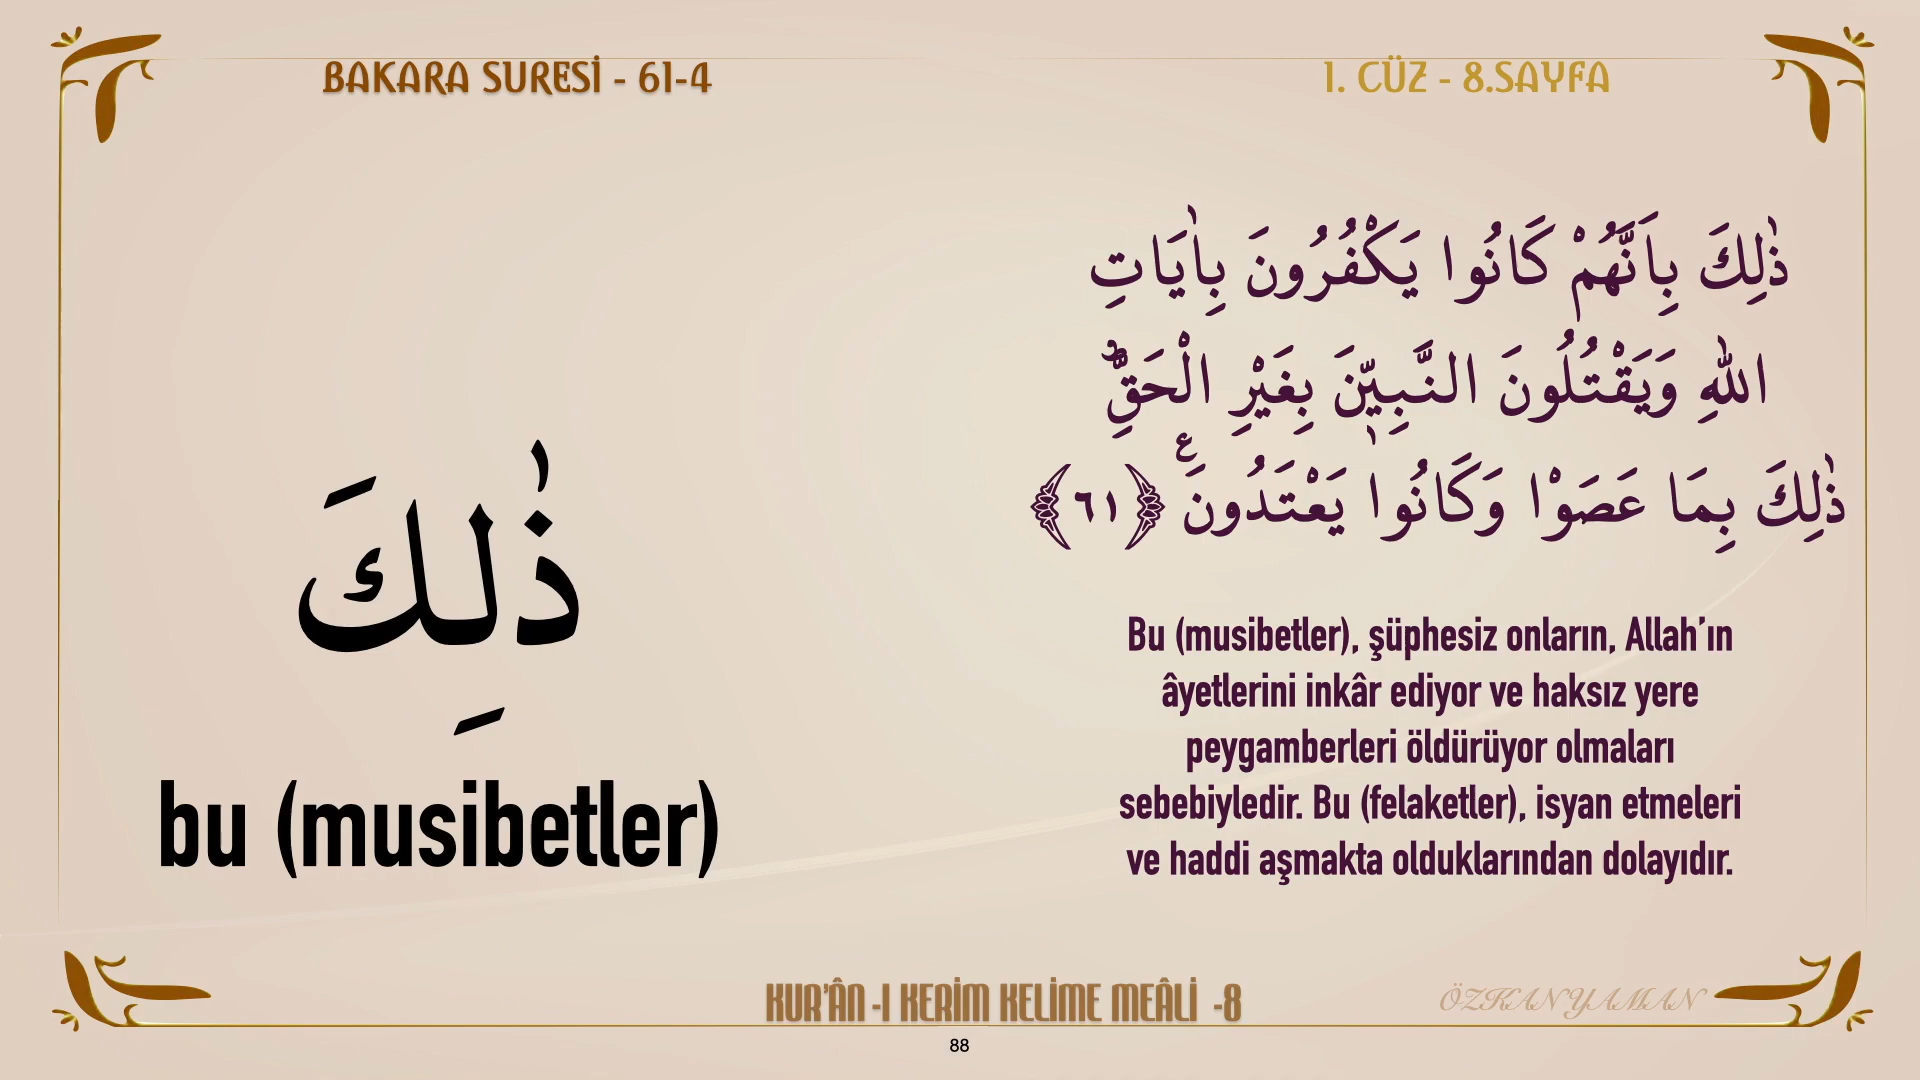 BAKARA SURESİ - 61-4
1. CÜZ - 8.SAYFA
ذٰلِكَ بِاَنَّهُمْ كَانُوا يَكْفُرُونَ بِاٰيَاتِ
اللّٰهِ وَيَقْتُلُونَ النَّبِيّٖنَ بِغَيْرِ الْحَقِّۜ
ذٰلِكَ بِمَا عَصَوْا وَكَانُوا يَعْتَدُونَࣖ ﴿٦١﴾
ذٰلِكَ
bu (musibetler)
Bu (musibetler), şüphesiz onların, Allah’ın
âyetlerini inkâr ediyor ve haksız yere
peygamberleri öldürüyor olmaları
sebebiyledir. Bu (felaketler), isyan etmeleri
ve haddi aşmakta olduklarından dolayıdır.
KUR’ÂN -I KERİM KELİME MEÂLİ -8
ÖZKAN YAMAN
88